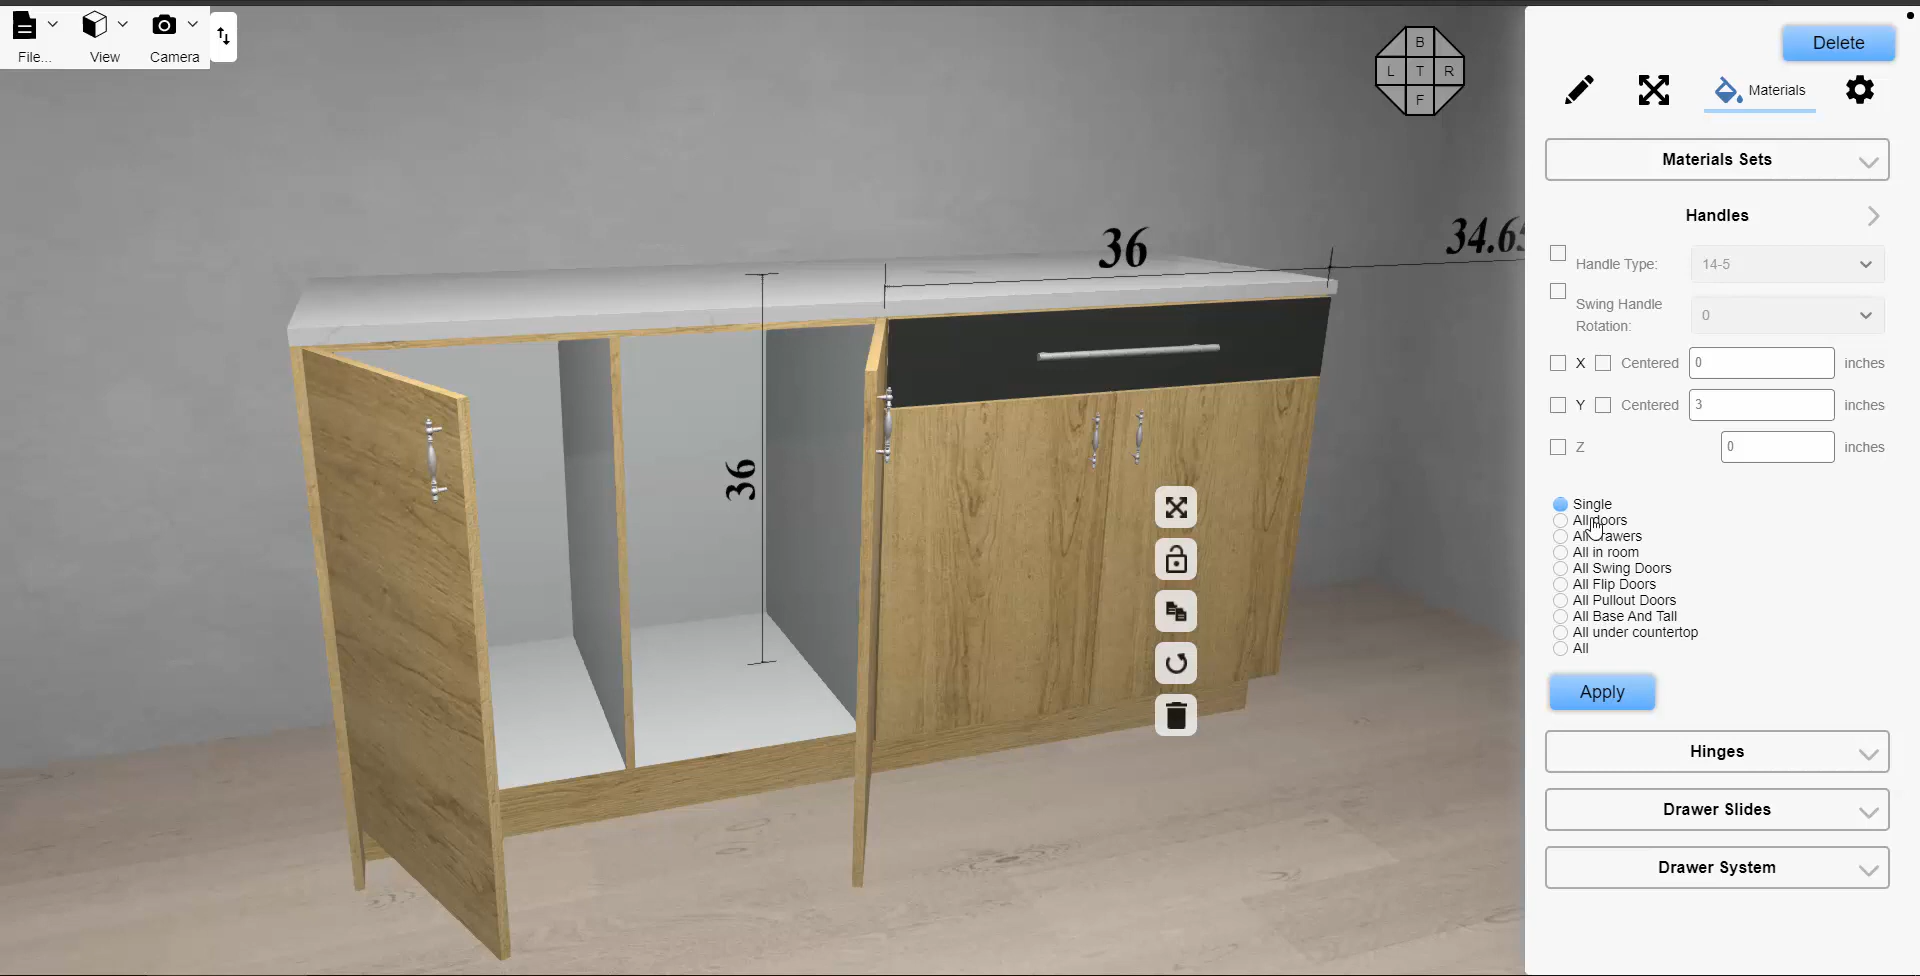 File...
View
Camera
B
L T R
F
36
34.6
36
Delete
Materials
Materials Sets
Handles
Handle Type:
14-5
Swing Handle
Rotation:
0
X Centered 0 inches
Y Centered 3 inches
Z 0 inches
Single
All doors
All Drawers
All in room
All Swing Doors
All Flip Doors
All Pullout Doors
All Base And Tall
All under countertop
All
Apply
Hinges
Drawer Slides
Drawer System